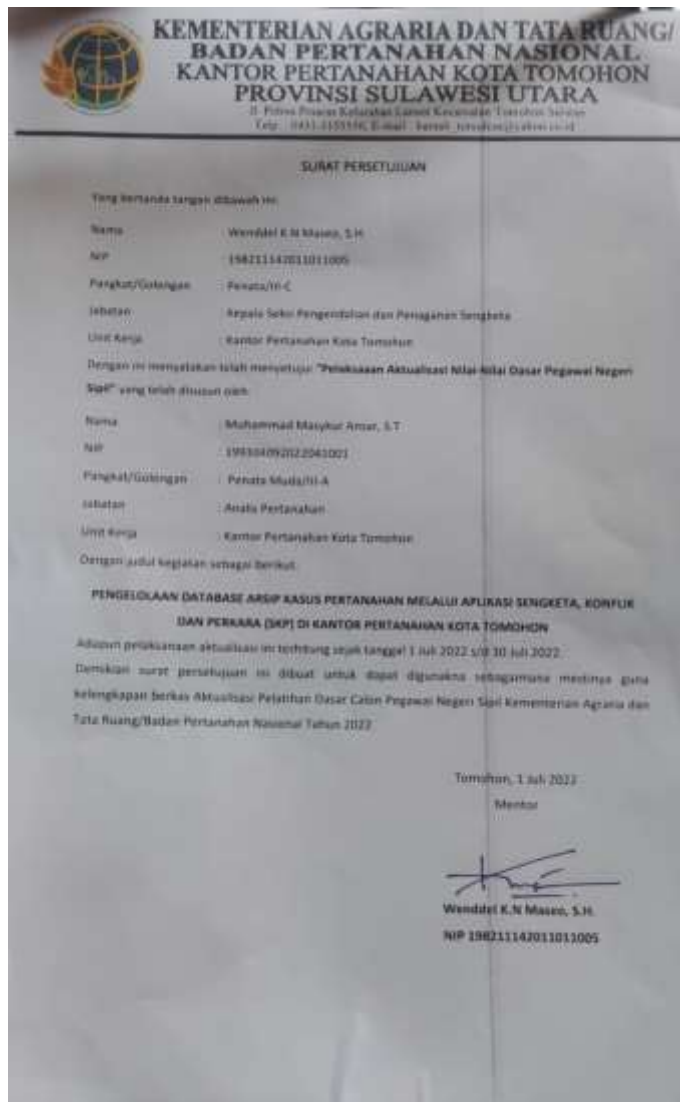 KEMENTERIAN AGRARIA DAN TATA RUANG/
BADAN PERTANAHAN NASIONAL
KANTOR PERTANAHAN KOTA TOMOHON
PROVINSI SULAWESI UTARA
SURAT PERSETUJUAN
Yang bertanda tangan dibawah ini:
Nama : Wenddel K.N Maseo, S.H
NIP : 198211142011011005
Pangkat/Golongan : Penata/III-C
Jabatan : Kepala Seksi Pengendalian dan Penaganan Sengketa
Unit Kerja : Kantor Pertanahan Kota Tomohon
Dengan ini menyatakan telah menyetujui "Pelaksaaan Aktualisasi Nilai-Nilai Dasar Pegawai Negeri
Sipil" yang telah disusun oleh:
Nama : Muhammad Masykur Amar, S.T
NIP
Pangkat/Golongan : Penata Muda/III-A
Jabatan : Analis Pertanahan
Unit Kerja : Kantor Pertanahan Kota Tomohon
Dengan judul kegiatan sebagai berikut:
PENGELOLAAN DATABASE ARSIP KASUS PERTANAHAN MELALUI APLIKASI SENGKETA, KONFLIK
DAN PERKARA (SKP) DI KANTOR PERTANAHAN KOTA TOMOHON
Adapun pelaksanaan aktualisasi ini terhitung sejak tanggal 1 Juli 2022 s/d 30 Juli 2022.
Demikian surat persetujuan ini dibuat untuk dapat digunakna sebagamana mestinya guna
kelengkapan berkas Aktualisasi Pelatihan Dasar Calon Pegawai Negeri Sipil Kementerian Agraria dan
Tata Ruang/Badan Pertanahan Nasional Tahun 2022
Tomohon, 1 Juli 2022
Mentor
Wenddel K.N Maseo, S.H.
NIP 198211142011011005